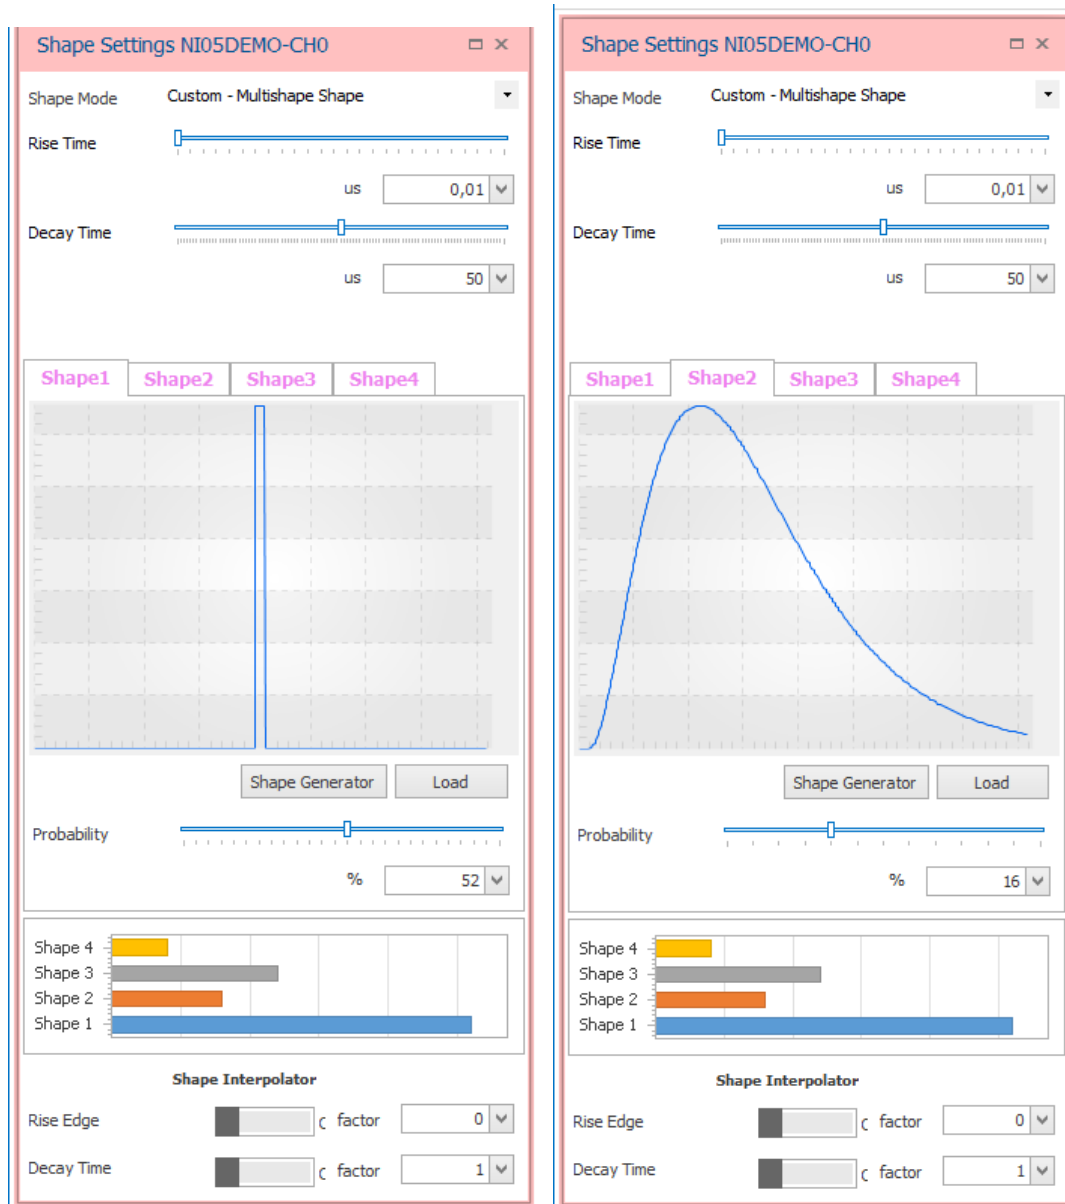 Shape Settings NI05DEMO-CH0
Shape Mode Custom - Multishape Shape
Rise Time
us 0,01
Decay Time
us 50
Shape1 Shape2 Shape3 Shape4
Shape Generator Load
Probability
% 52
Shape 4
Shape 3
Shape 2
Shape 1
Shape Interpolator
Rise Edge factor 0
Decay Time factor 1
Shape Settings NI05DEMO-CH0
Shape Mode Custom - Multishape Shape
Rise Time
us 0,01
Decay Time
us 50
Shape1 Shape2 Shape3 Shape4
Shape Generator Load
Probability
% 16
Shape 4
Shape 3
Shape 2
Shape 1
Shape Interpolator
Rise Edge factor 0
Decay Time factor 1